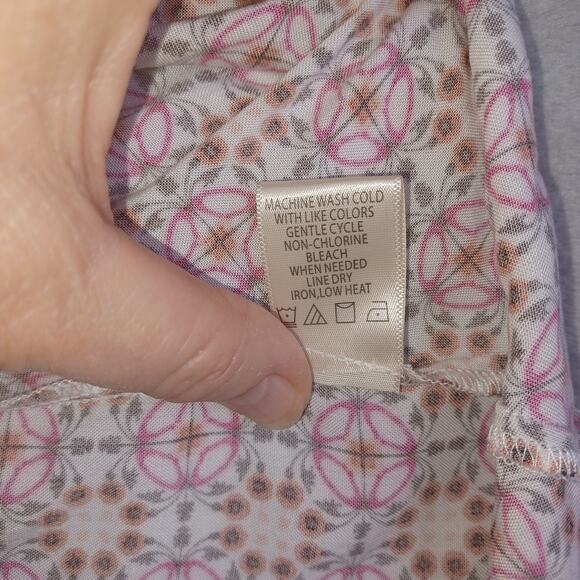 MACHINE WASH COLD
WITH LIKE COLORS
GENTLE CYCLE
NON-CHLORINE
BLEACH
WHEN NEEDED
LINE DRY
IRON,LOW HEAT